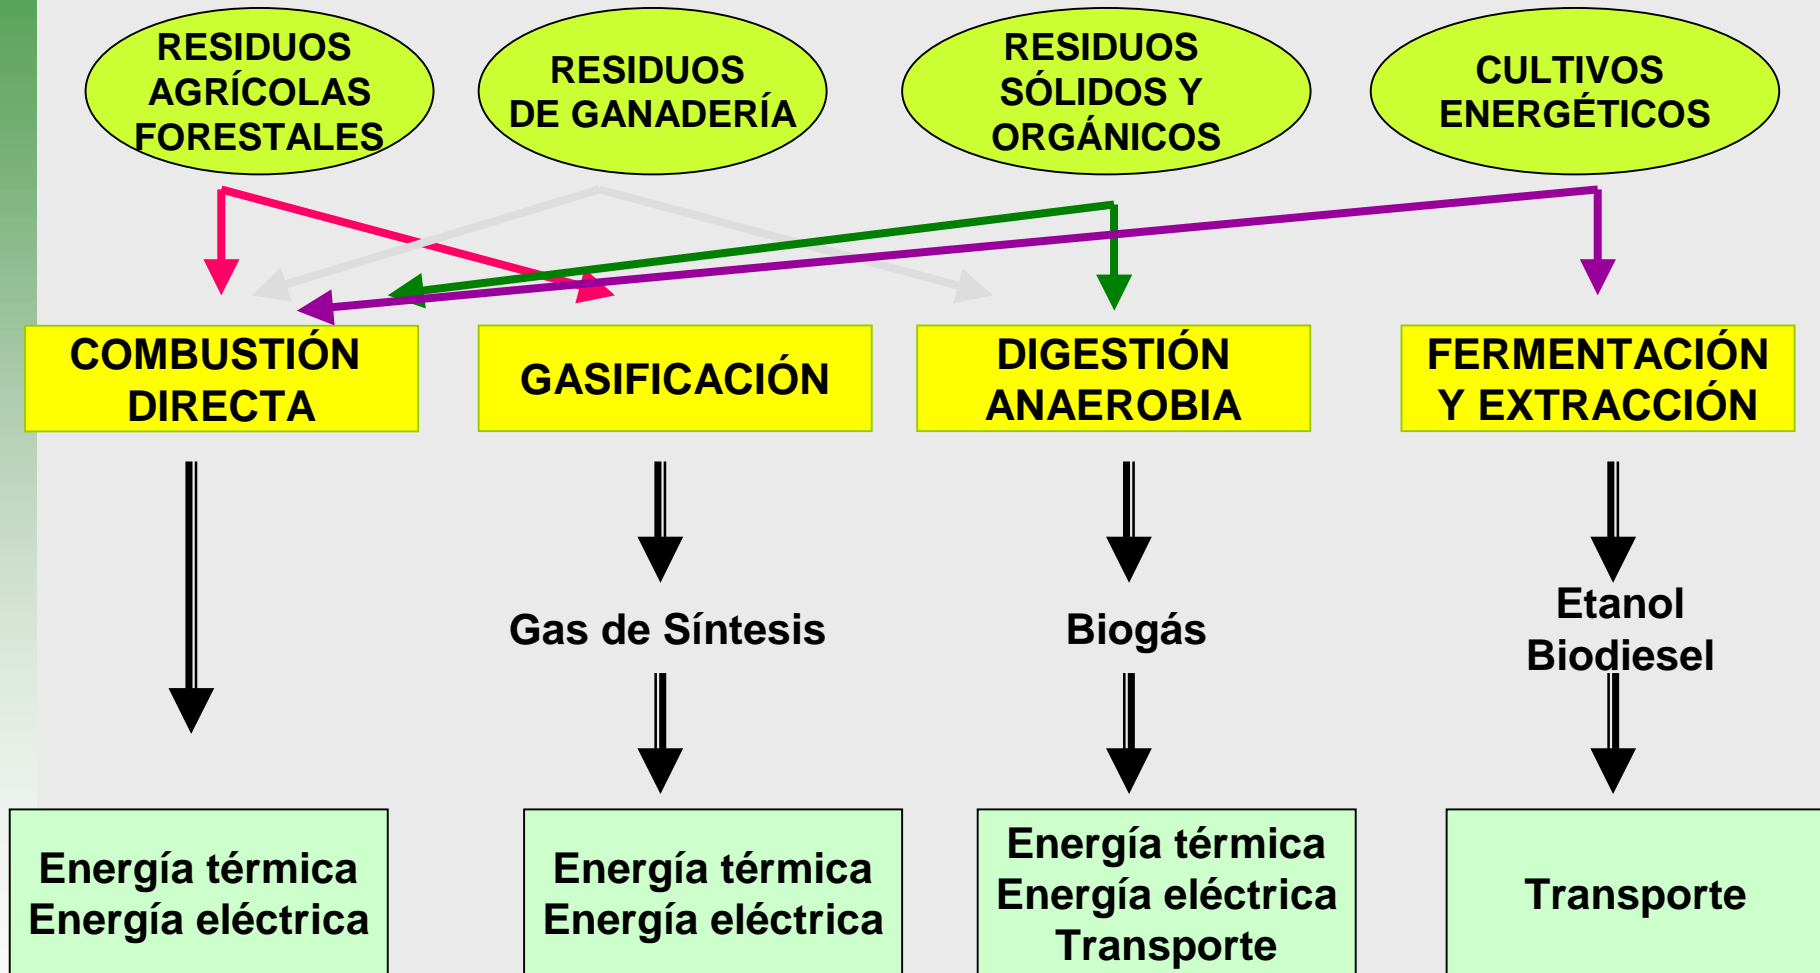 RESIDUOS
AGRÍCOLAS
FORESTALES
RESIDUOS
DE GANADERÍA
RESIDUOS
SÓLIDOS Y
ORGÁNICOS
CULTIVOS
ENERGÉTICOS
COMBUSTIÓN
DIRECTA
GASIFICACIÓN
DIGESTIÓN
ANAEROBIA
FERMENTACIÓN
Y EXTRACCIÓN
Gas de Síntesis
Biogás
Etanol
Biodiesel
Energía térmica
Energía eléctrica
Energía térmica
Energía eléctrica
Energía térmica
Energía eléctrica
Transporte
Transporte